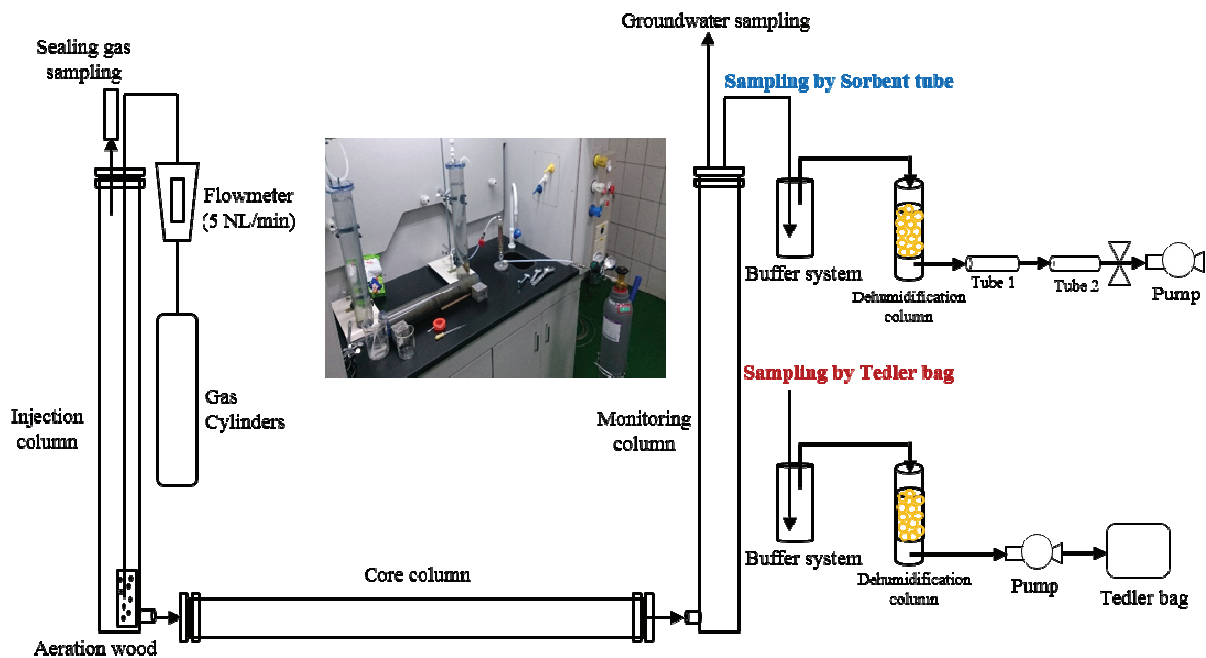 Groundwater sampling
Sealing gas
sampling
Sampling by Sorbent tube
Flowmeter
(5 NL/min)
Buffer system
Dehumidification
column
Tube 1
Tube 2
Pump
Injection
column
Gas
Cylinders
Monitoring
column
Sampling by Tedler bag
Buffer system
Dehumidification
column
Pump
Tedler bag
Core column
Aeration wood